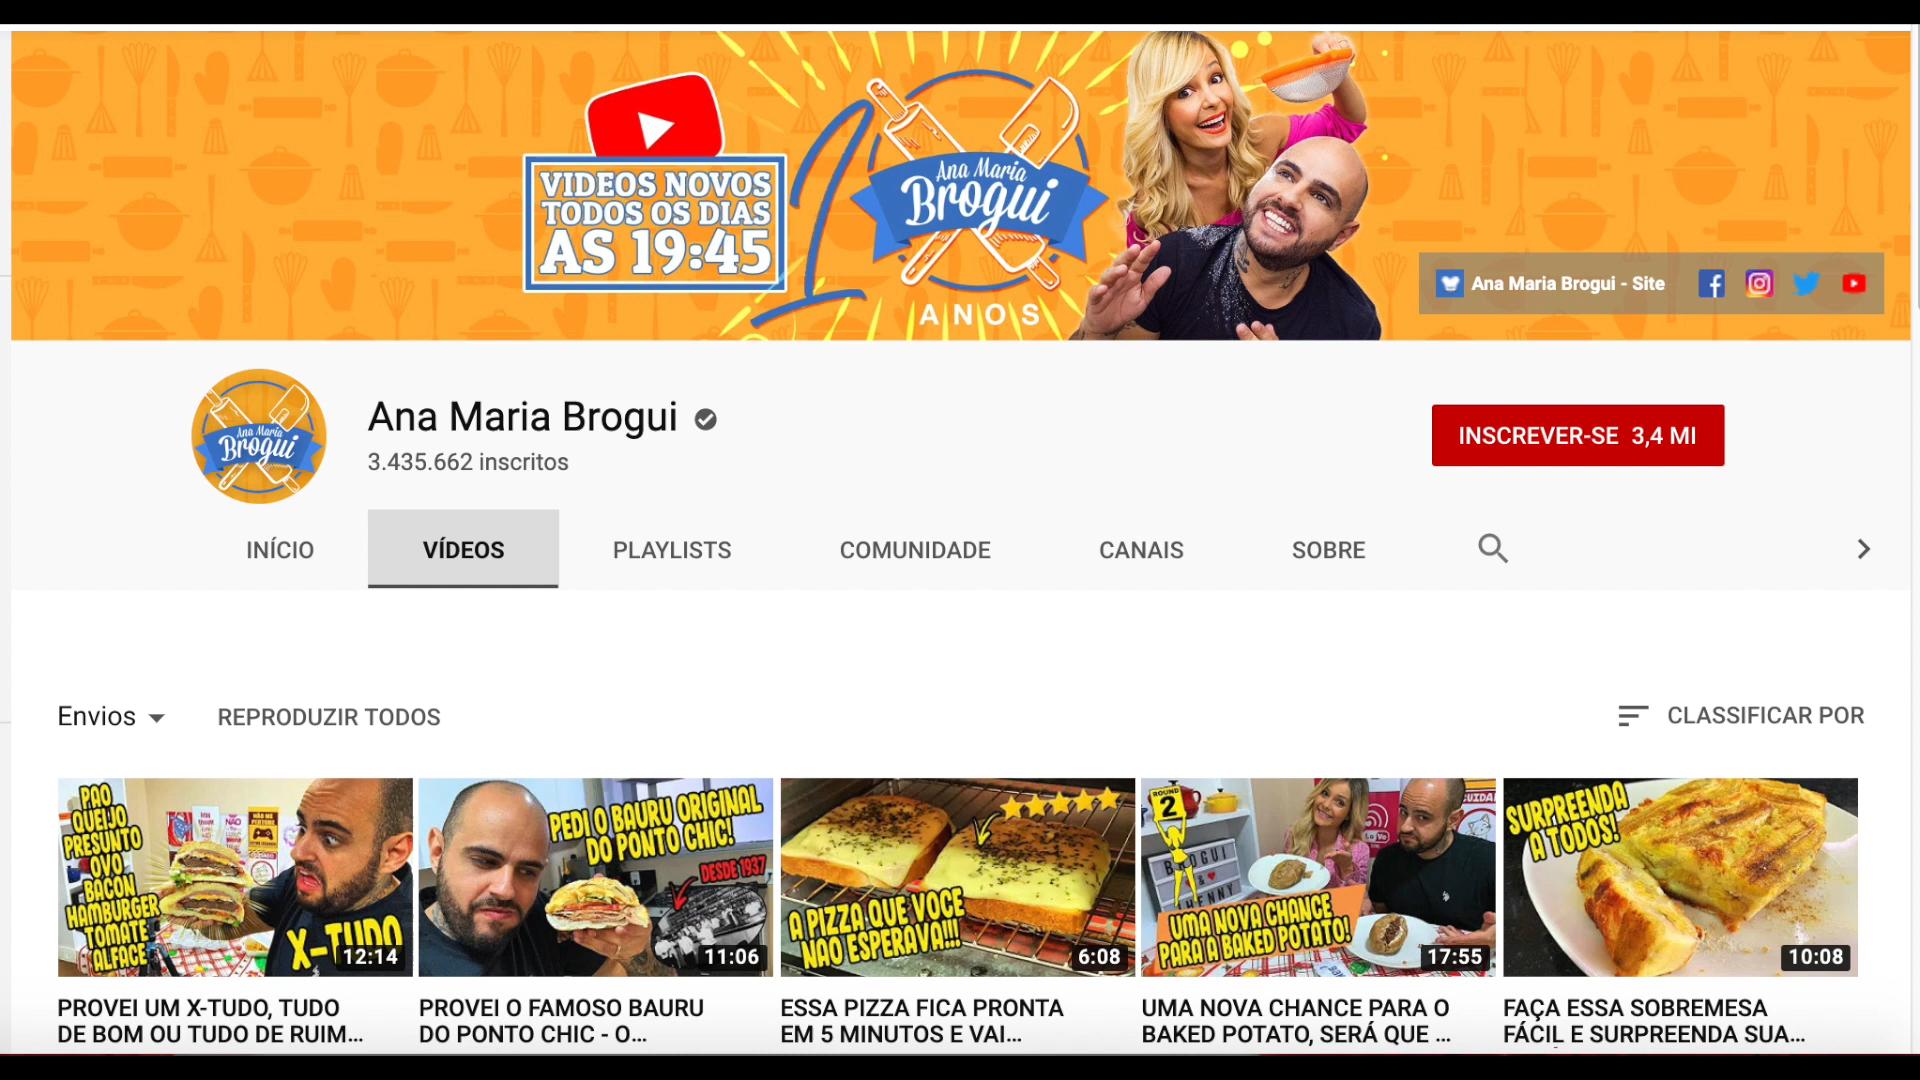 VIDEOS NOVOS
TODOS OS DIAS
AS 19:45
10
Ana Maria
Brogui
ANOS
Ana Maria Brogui - Site
Ana Maria
Brogui
Ana Maria Brogui
3.435.662 inscritos
INSCREVER-SE 3,4 MI
INÍCIO
VÍDEOS
PLAYLISTS
COMUNIDADE
CANAIS
SOBRE
Envios
REPRODUZIR TODOS
CLASSIFICAR POR
PAO
QUEIJO
PRESUNTO
OVO
BACON
HAMBURGER
TOMATE
ALFACE
X-TUDO
12:14
PEDI O BAURU ORIGINAL
DO PONTO CHIC!
DESDE 1937
11:06
A PIZZA QUE VOCE
NAO ESPERAVA!!!
6:08
ROUND
2
BROGUI
UMA NOVA CHANCE
PARA A BAKED POTATO!
17:55
SURPREENDA
A TODOS!
10:08
PROVEI UM X-TUDO, TUDO
DE BOM OU TUDO DE RUIM...
PROVEI O FAMOSO BAURU
DO PONTO CHIC - O...
ESSA PIZZA FICA PRONTA
EM 5 MINUTOS E VAI...
UMA NOVA CHANCE PARA O
BAKED POTATO, SERÁ QUE ...
FAÇA ESSA SOBREMESA
FÁCIL E SURPREENDA SUA...